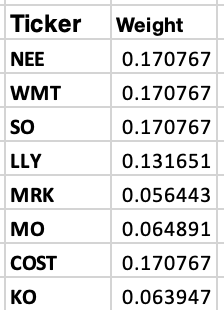 Ticker Weight
NEE 0.170767
WMT 0.170767
SO 0.170767
LLY 0.131651
MRK 0.056443
MO 0.064891
COST 0.170767
KO 0.063947